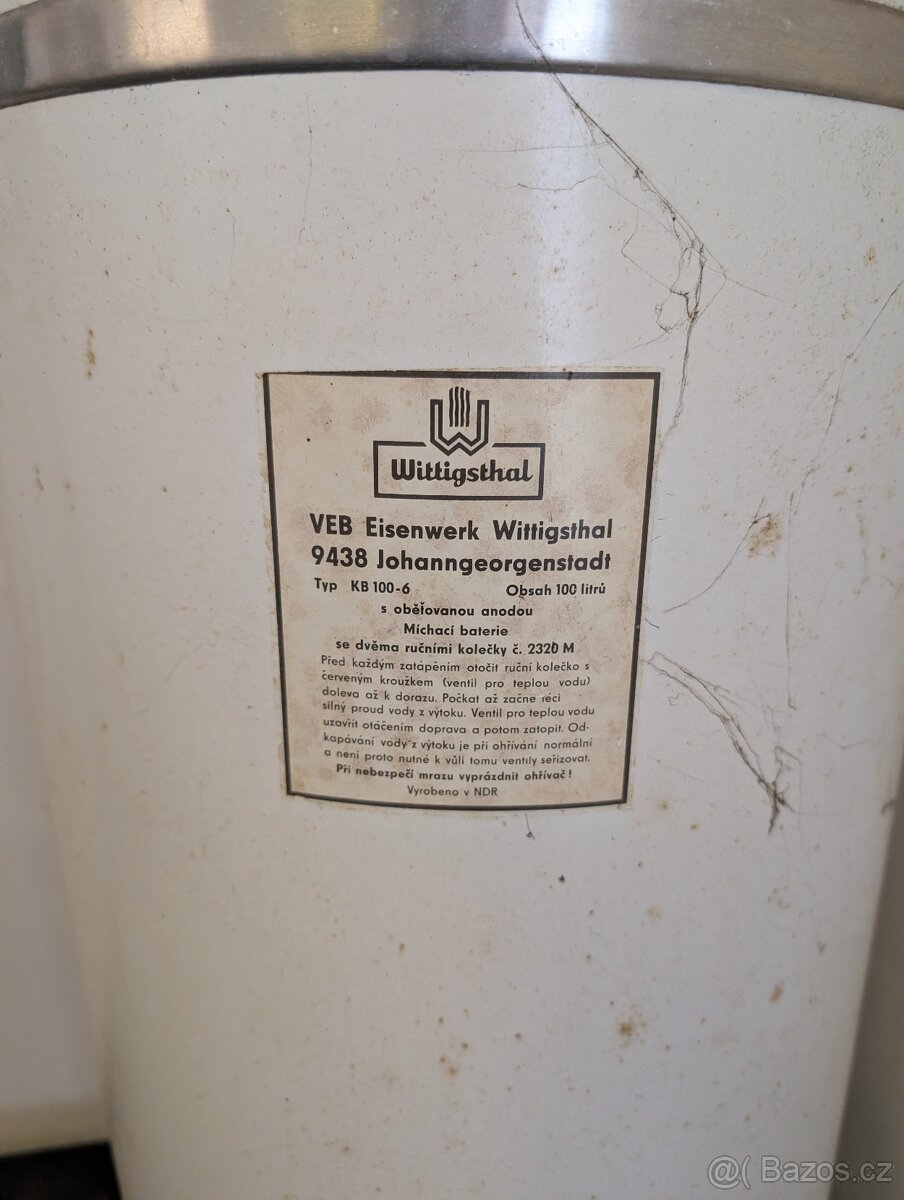 Wittigsthal
VEB Eisenwerk Wittigsthal
9438 Johanngeorgenstadt
Typ KB 100-6 Obsah 100 litrů
s obětovanou anodou
Míchací baterie
se dvěma ručními kolečky č. 2320 M
Před každým zatápěním otočit ruční kolečko s
červeným kroužkem (ventil pro teplou vodu)
doleva až k dorazu. Počkat až začne téci
silný proud vody z výtoku. Ventil pro teplou vodu
uzavřít otáčením doprava a potom zatopit. Od-
kapávání vody z výtoku je při ohřívání normální
a není proto nutné k vůli tomu ventily seřizovat.
Při nebezpečí mrazu vyprázdnit ohřívač!
Vyrobeno v NDR
@( Bazos.cz